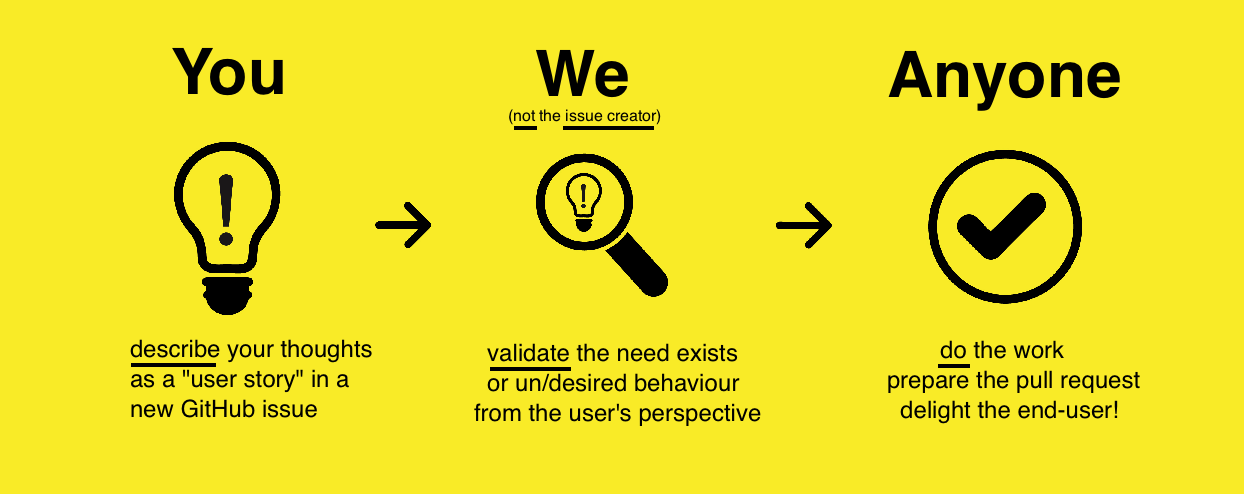 You
describe your thoughts
as a "user story" in a
new GitHub issue
We
(not the issue creator)
validate the need exists
or un/desired behaviour
from the user's perspective
Anyone
do the work
prepare the pull request
delight the end-user!